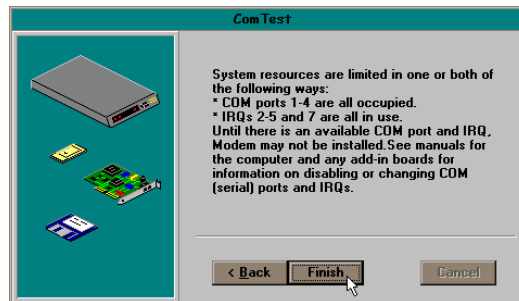 ComTest
System resources are limited in one or both of
the following ways:
* COM ports 1-4 are all occupied.
* IRQs 2-5 and 7 are all in use.
Until there is an available COM port and IRQ,
Modem may not be installed.See manuals for
the computer and any add-in boards for
information on disabling or changing COM
(serial) ports and IRQs.
< Back
Finish
Cancel